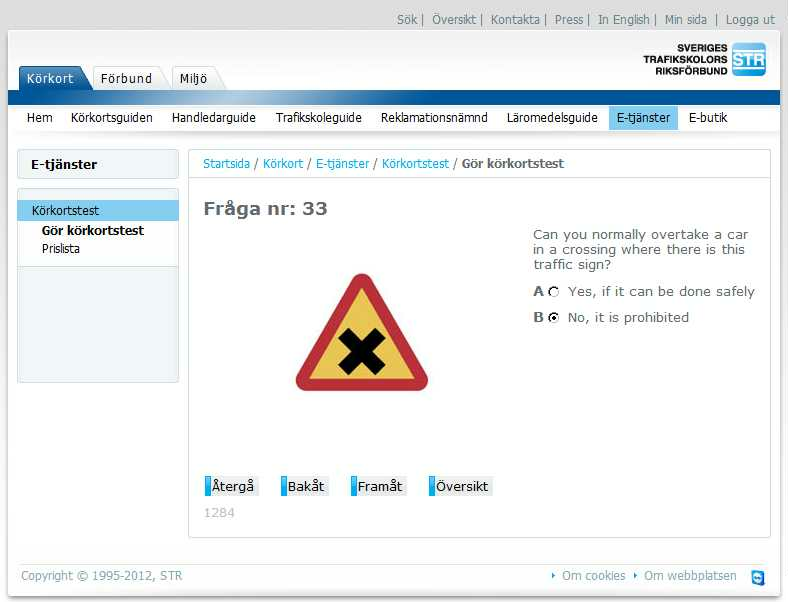 Sök | Översikt | Kontakta | Press | In English | Min sida | Logga ut
SVERIGES
TRAFIKSKOLORS
RIKSFÖRBUND
STR
Körkort Förbund Miljö
Hem Körkortsguiden Handledarguide Trafikskoleguide Reklamationsnämnd Läromedelsguide E-tjänster E-butik
E-tjänster
Körkortstest
Gör körkortstest
Prislista
Startsida / Körkort / E-tjänster / Körkortstest / Gör körkortstest
Fråga nr: 33
Can you normally overtake a car
in a crossing where there is this
traffic sign?
A Yes, if it can be done safely
B No, it is prohibited
Återgå Bakåt Framåt Översikt
1284
Copyright © 1995-2012, STR
Om cookies Om webbplatsen